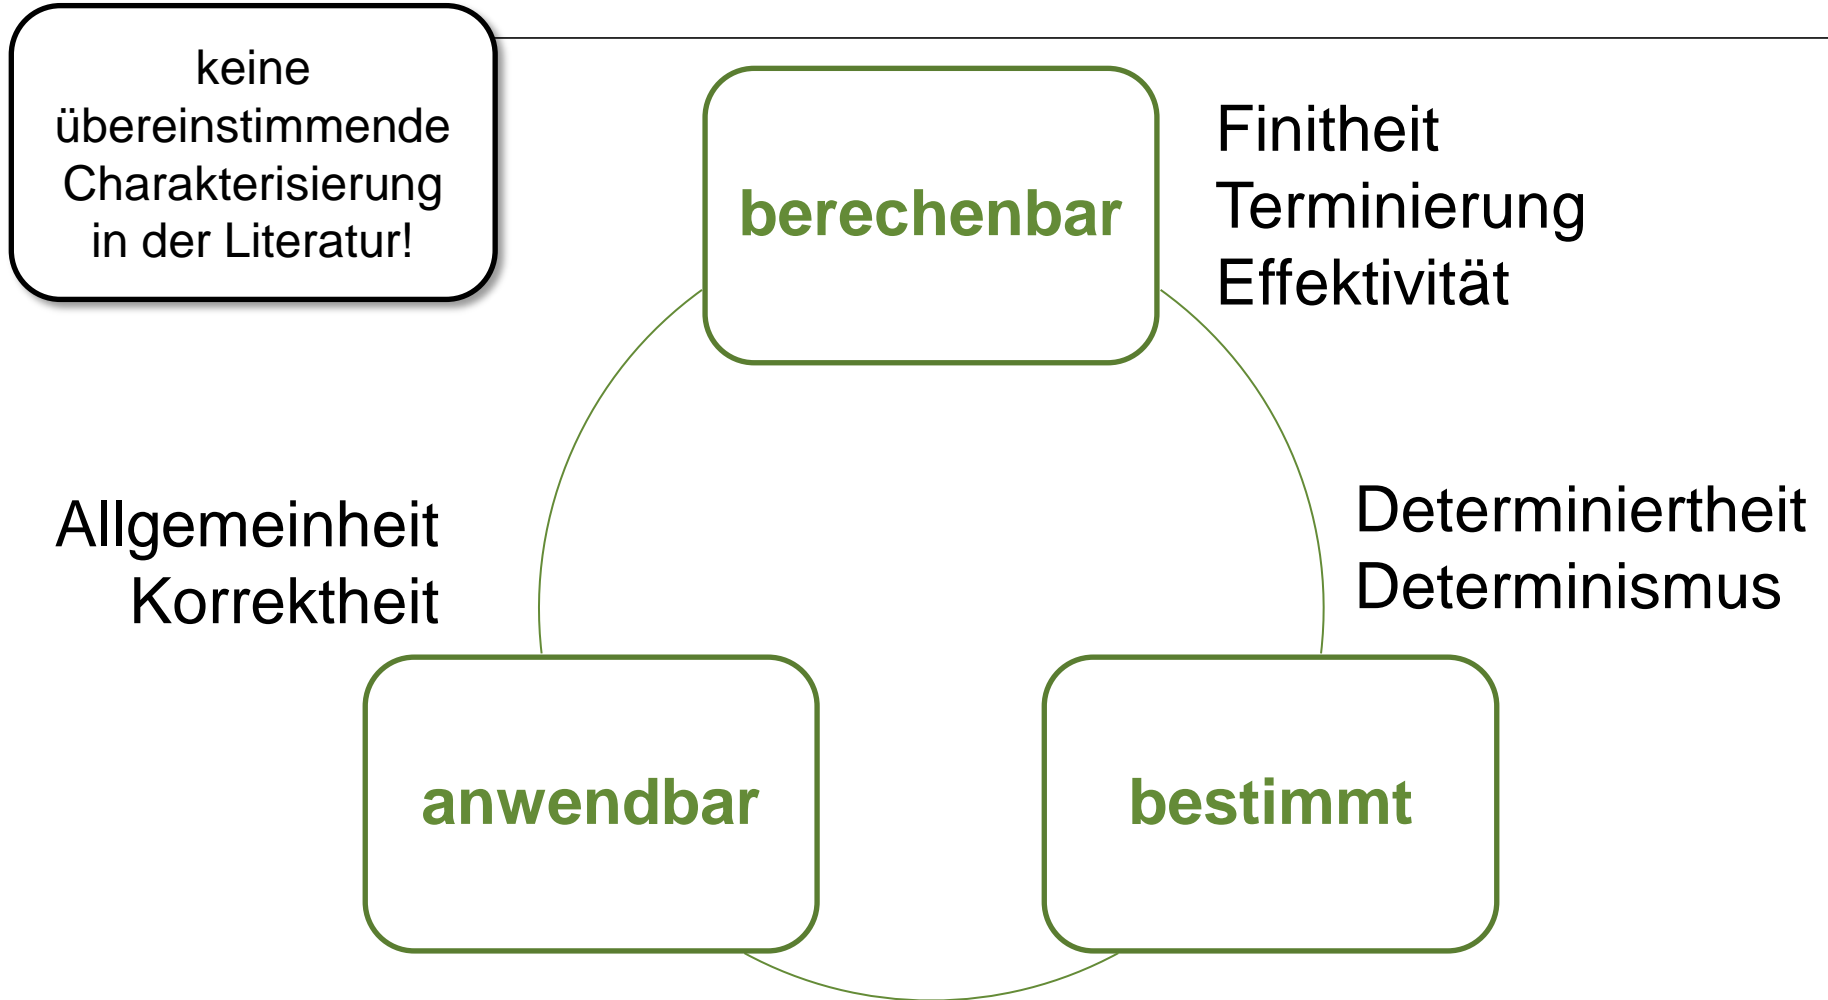 keine
übereinstimmende
Charakterisierung
in der Literatur!
berechenbar
Finitheit
Terminierung
Effektivität
Allgemeinheit
Korrektheit
Determiniertheit
Determinismus
anwendbar
bestimmt